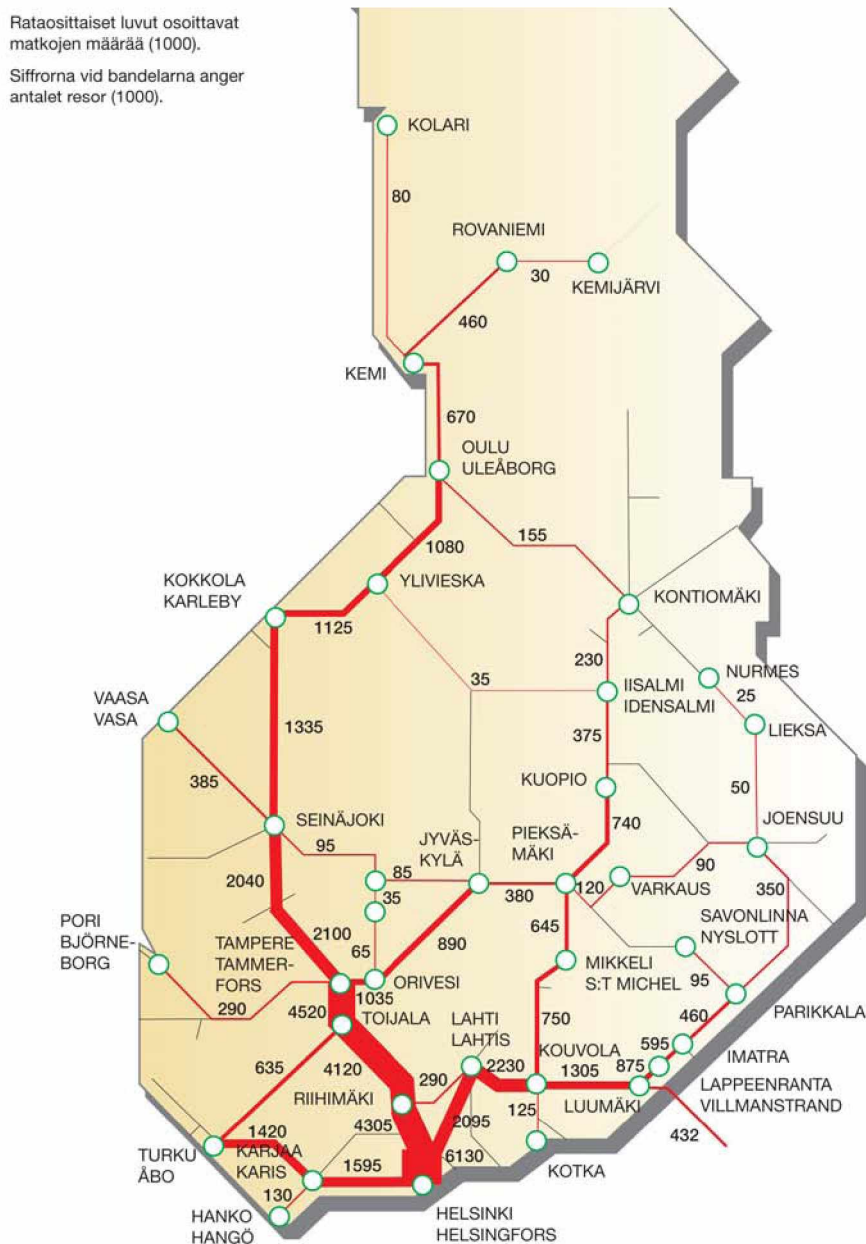 Rataosittaiset luvut osoittavat
matkojen määrää (1000).
Siffrorna vid bandelarna anger
antalet resor (1000).
KOLARI
80
ROVANIEMI
30
KEMIJÄRVI
460
KEMI
670
OULU
ULEÅBORG
155
1080
KOKKOLA
KARLEBY
YLIVIESKA
KONTIOMÄKI
1125
230
35
NURMES
IISALMI
IDENSALMI
25
VAASA
VASA
LIEKSA
1335
375
385
KUOPIO
50
SEINÄJOKI
740
JOENSUU
95
JYVÄS-
KYLÄ
PIEKSÄ-
MÄKI
85
90
2040
380
120
VARKAUS
350
35
PORI
BJÖRNE-
BORG
SAVONLINNA
NYSLOTT
2100
890
645
TAMPERE
TAMMER-
FORS
65
MIKKELI
S:T MICHEL
95
290
1035
ORIVESI
4520
TOIJALA
750
460
PARIKKALA
LAHTI
LAHTIS
635
4120
2230
KOUVOLA
595
IMATRA
290
1305
875
RIIHIMÄKI
LUUMÄKI
LAPPEENRANTA
VILLMANSTRAND
125
1420
4305
2095
432
TURKU
ÅBO
KARJAA
KARIS
1595
6130
KOTKA
130
HANKO
HANGÖ
HELSINKI
HELSINGFORS